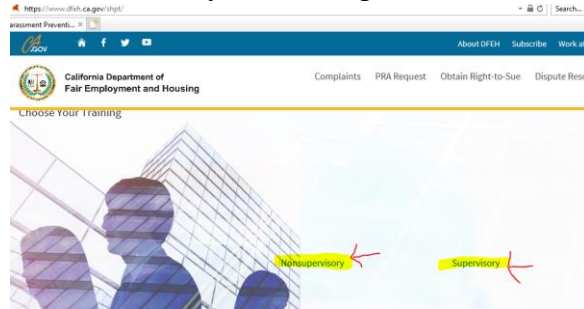 https://www.dfeh.ca.gov/shpt/
Search...
arassment Preventi...
CA.GOV
About DFEH Subscribe Work at
California Department of
Fair Employment and Housing
Complaints PRA Request Obtain Right-to-Sue Dispute Reso
Choose Your Training
Nonsupervisory
Supervisory